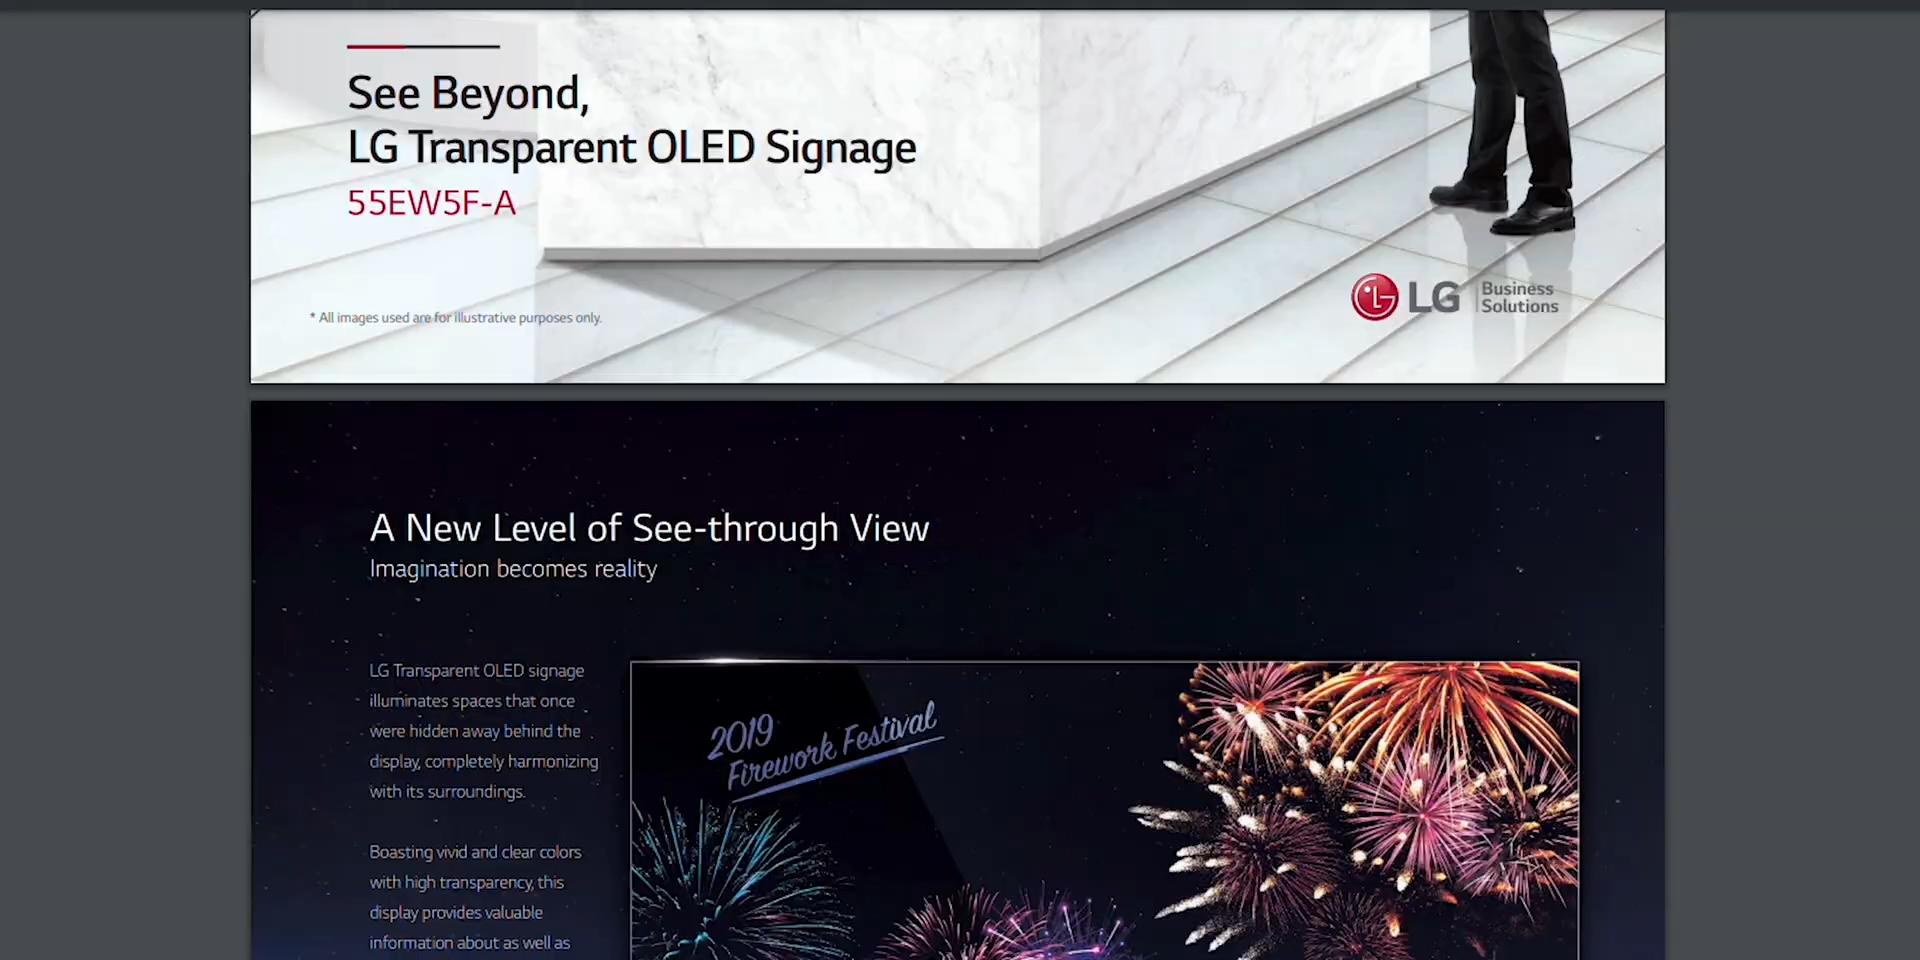 See Beyond,
LG Transparent OLED Signage
55EW5F-A
* All images used are for illustrative purposes only.
LG
LG Business
Solutions
A New Level of See-through View
Imagination becomes reality
LG Transparent OLED signage
illuminates spaces that once
were hidden away behind the
display, completely harmonizing
with its surroundings.
Boasting vivid and clear colors
with high transparency, this
display provides valuable
information about as well as
2019
Firework Festival